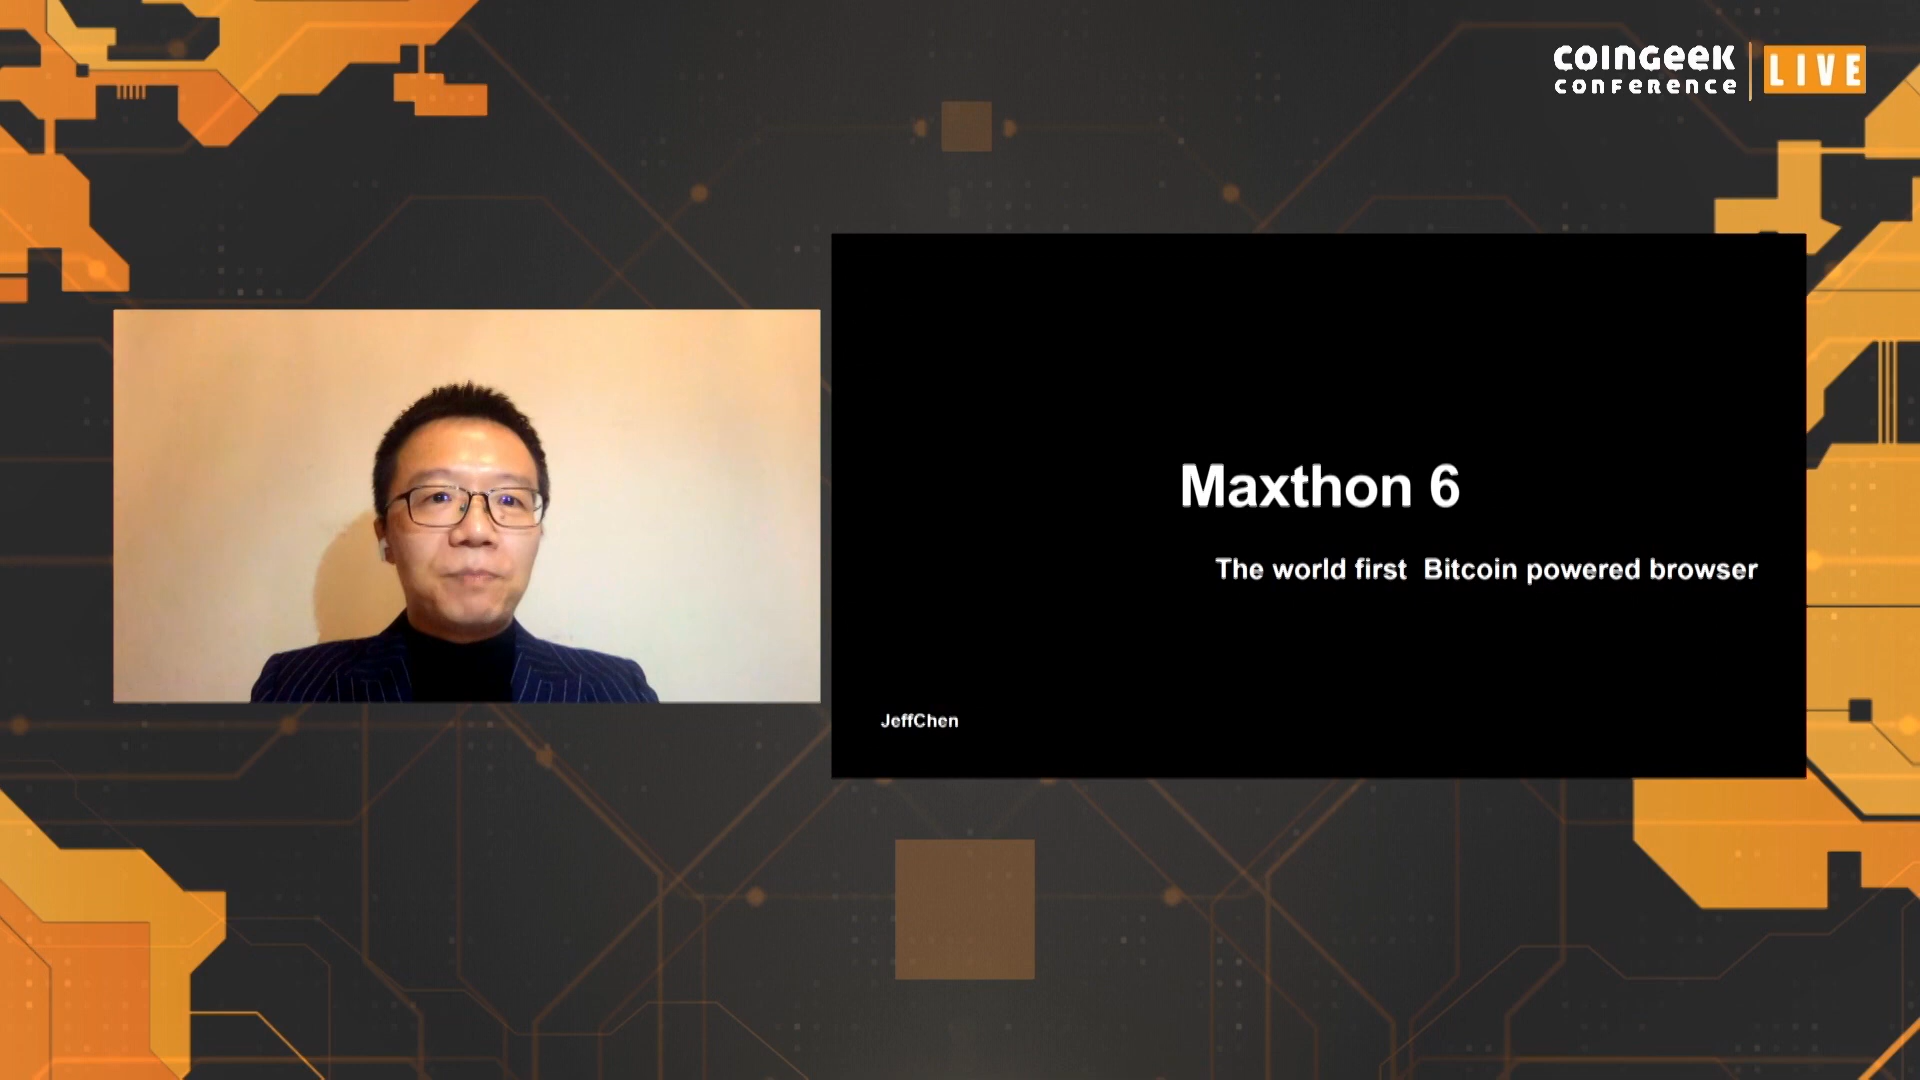 COINGEEK
CONFERENCE
LIVE
Maxthon 6
The world first  Bitcoin powered browser
JeffChen